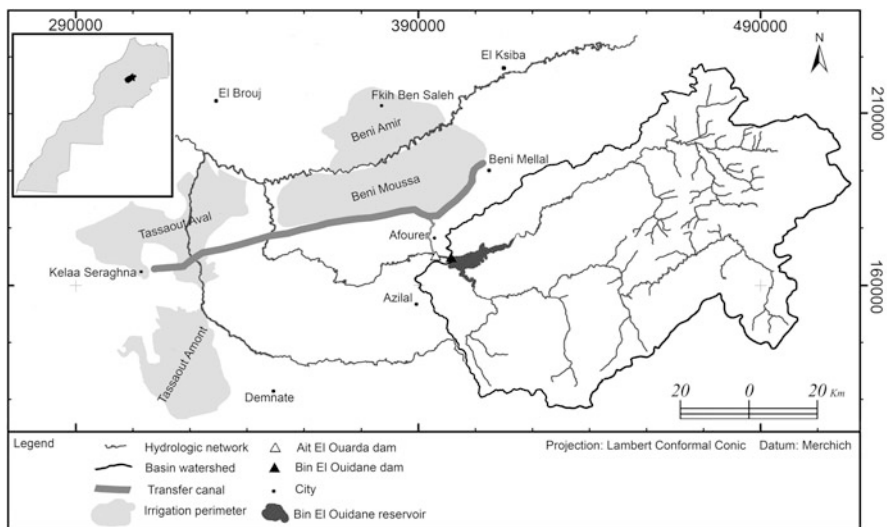 290000 390000 490000
N
El Ksiba
El Brouj
Fkih Ben Saleh
210000
Beni Amir
Beni Mellal
Beni Moussa
Tassaout Aval
Afourer
Kelaa Seraghna
160000
Azilal
Tassaout Amont
Demnate
20 0 20 Km
Legend
Projection: Lambert Conformal Conic Datum: Merchich
Hydrologic network
Ait El Ouarda dam
Basin watershed
Bin El Ouidane dam
Transfer canal
City
Irrigation perimeter
Bin El Ouidane reservoir